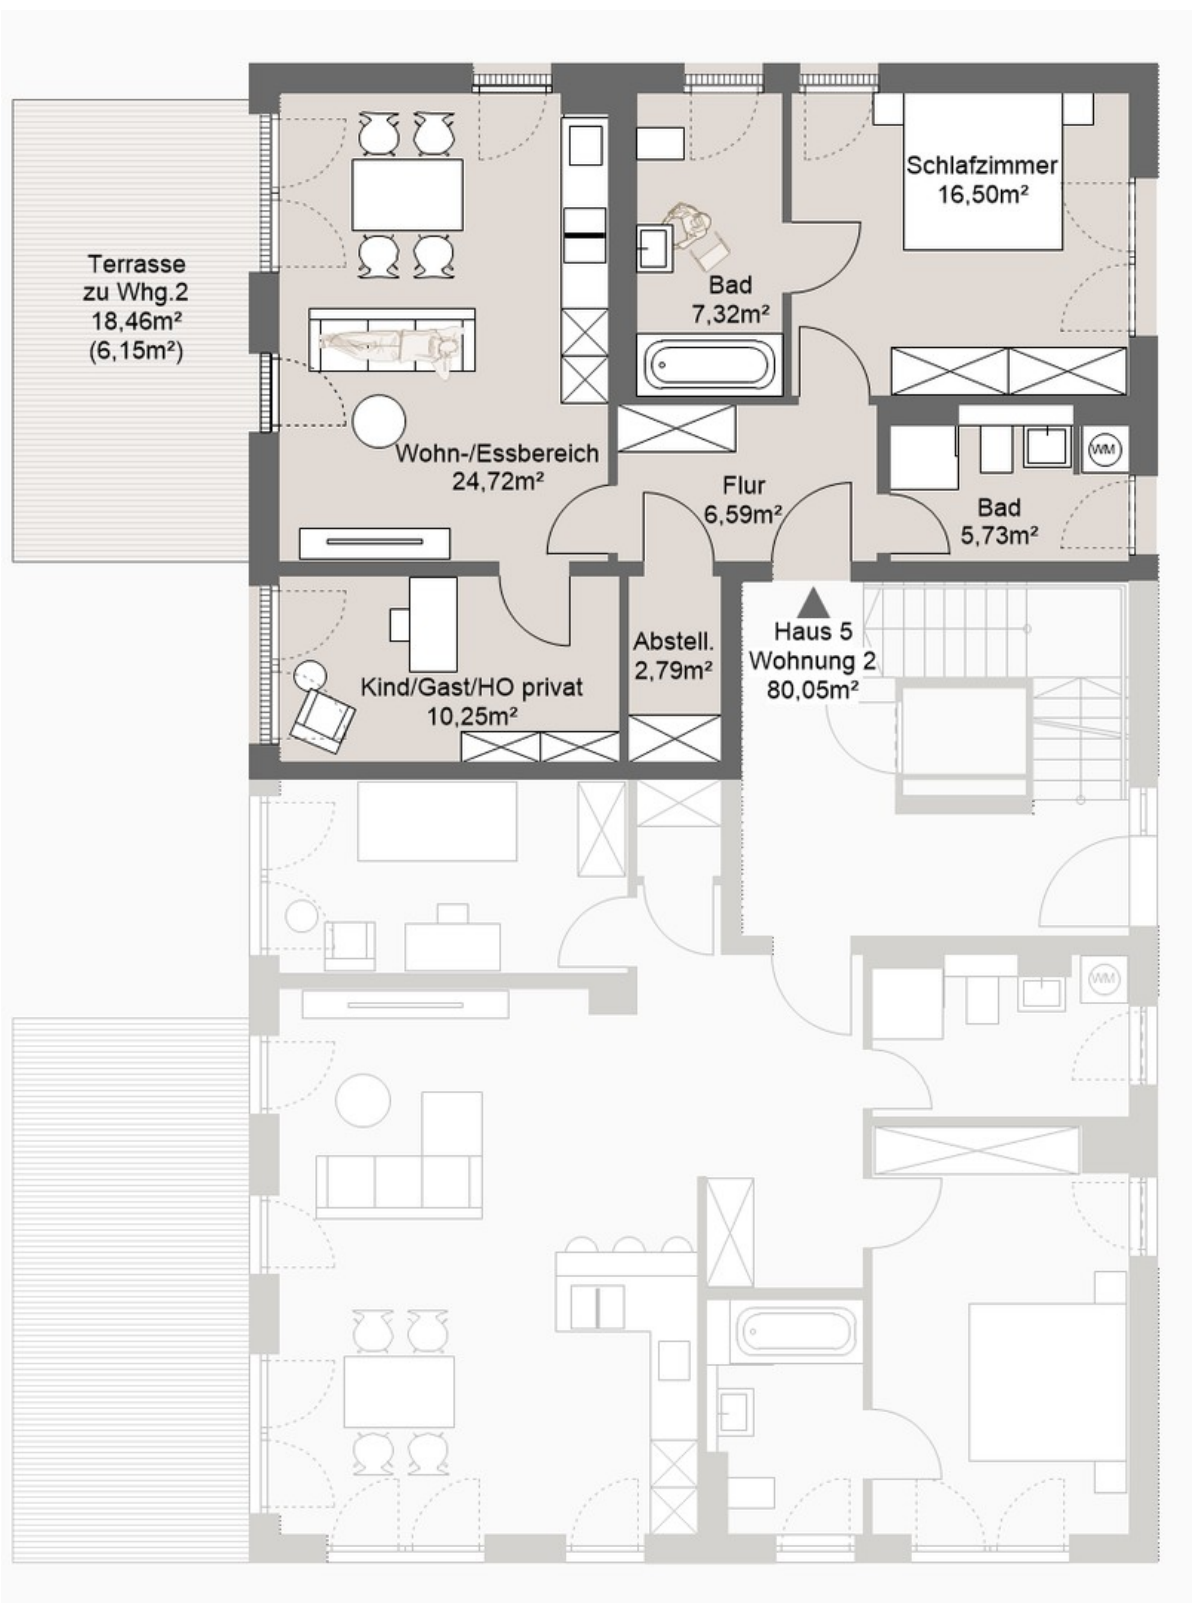 Schlafzimmer
16,50m²
Terrasse
zu Whg.2
18,46m²
(6,15m²)
Bad
7,32m²
Wohn-/Essbereich
24,72m²
WM
Flur
6,59m²
Bad
5,73m²
Haus 5
Wohnung 2
80,05m²
Abstell.
2,79m²
Kind/Gast/HO privat
10,25m²
WM